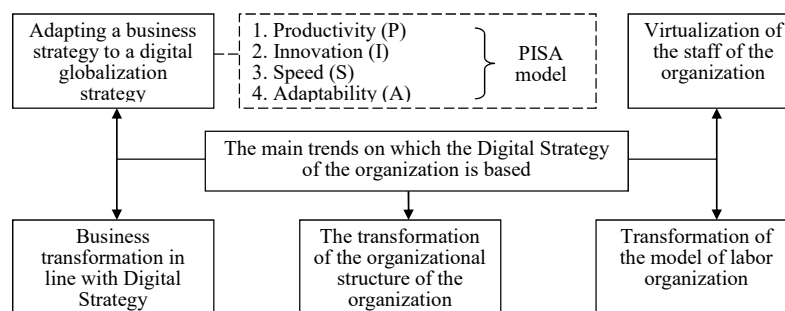 Adapting a business
strategy to a digital
globalization
strategy
1. Productivity (P)
2. Innovation (I)
3. Speed (S)
4. Adaptability (A)
PISA
model
Virtualization of
the staff of the
organization
The main trends on which the Digital Strategy
of the organization is based
Business
transformation in
line with Digital
Strategy
The transformation
of the organizational
structure of the
organization
Transformation of
the model of labor
organization